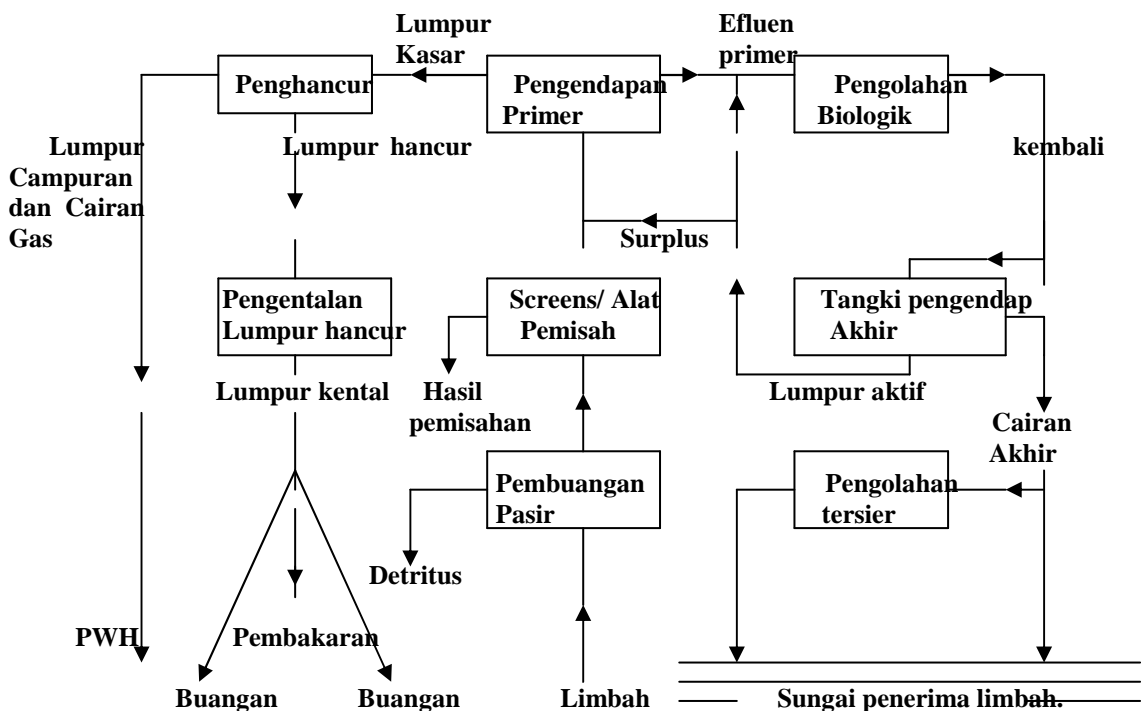 Lumpur
Kasar
Efluen
primer
Penghancur
Pengendapan
Primer
Pengolahan
Biologik
Lumpur
Campuran
dan Cairan
Gas
Lumpur hancur
kembali
Surplus
Pengentalan
Lumpur hancur
Screens/ Alat
Pemisah
Tangki pengendap
Akhir
Lumpur kental
Hasil
pemisahan
Lumpur aktif
Cairan
Akhir
Pembuangan
Pasir
Pengolahan
tersier
Detritus
PWH
Pembakaran
Buangan
Buangan
Limbah
Sungai penerima limbah.